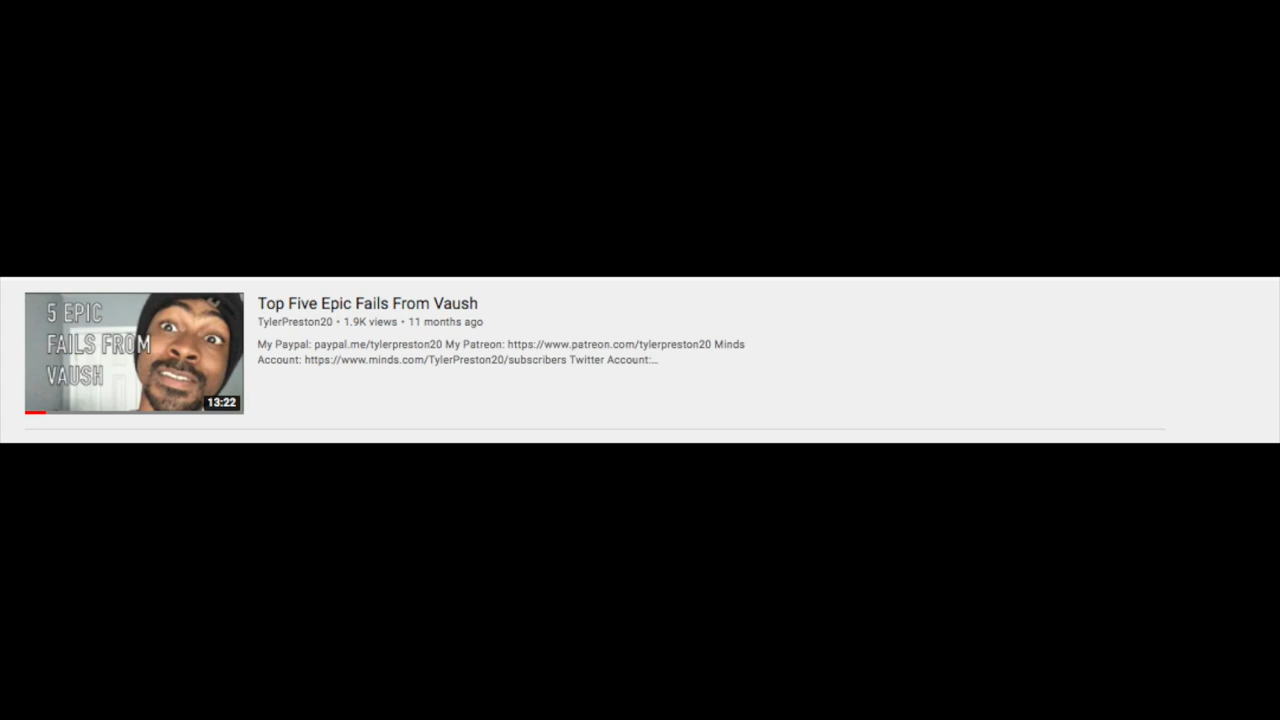 5 EPIC
FAILS FROM
VAUSH
13:22
Top Five Epic Fails From Vaush
TylerPreston20 • 1.9K views • 11 months ago
My Paypal: paypal.me/tylerpreston20 My Patreon: https://www.patreon.com/tylerpreston20 Minds
Account: https://www.minds.com/TylerPreston20/subscribers Twitter Account:...